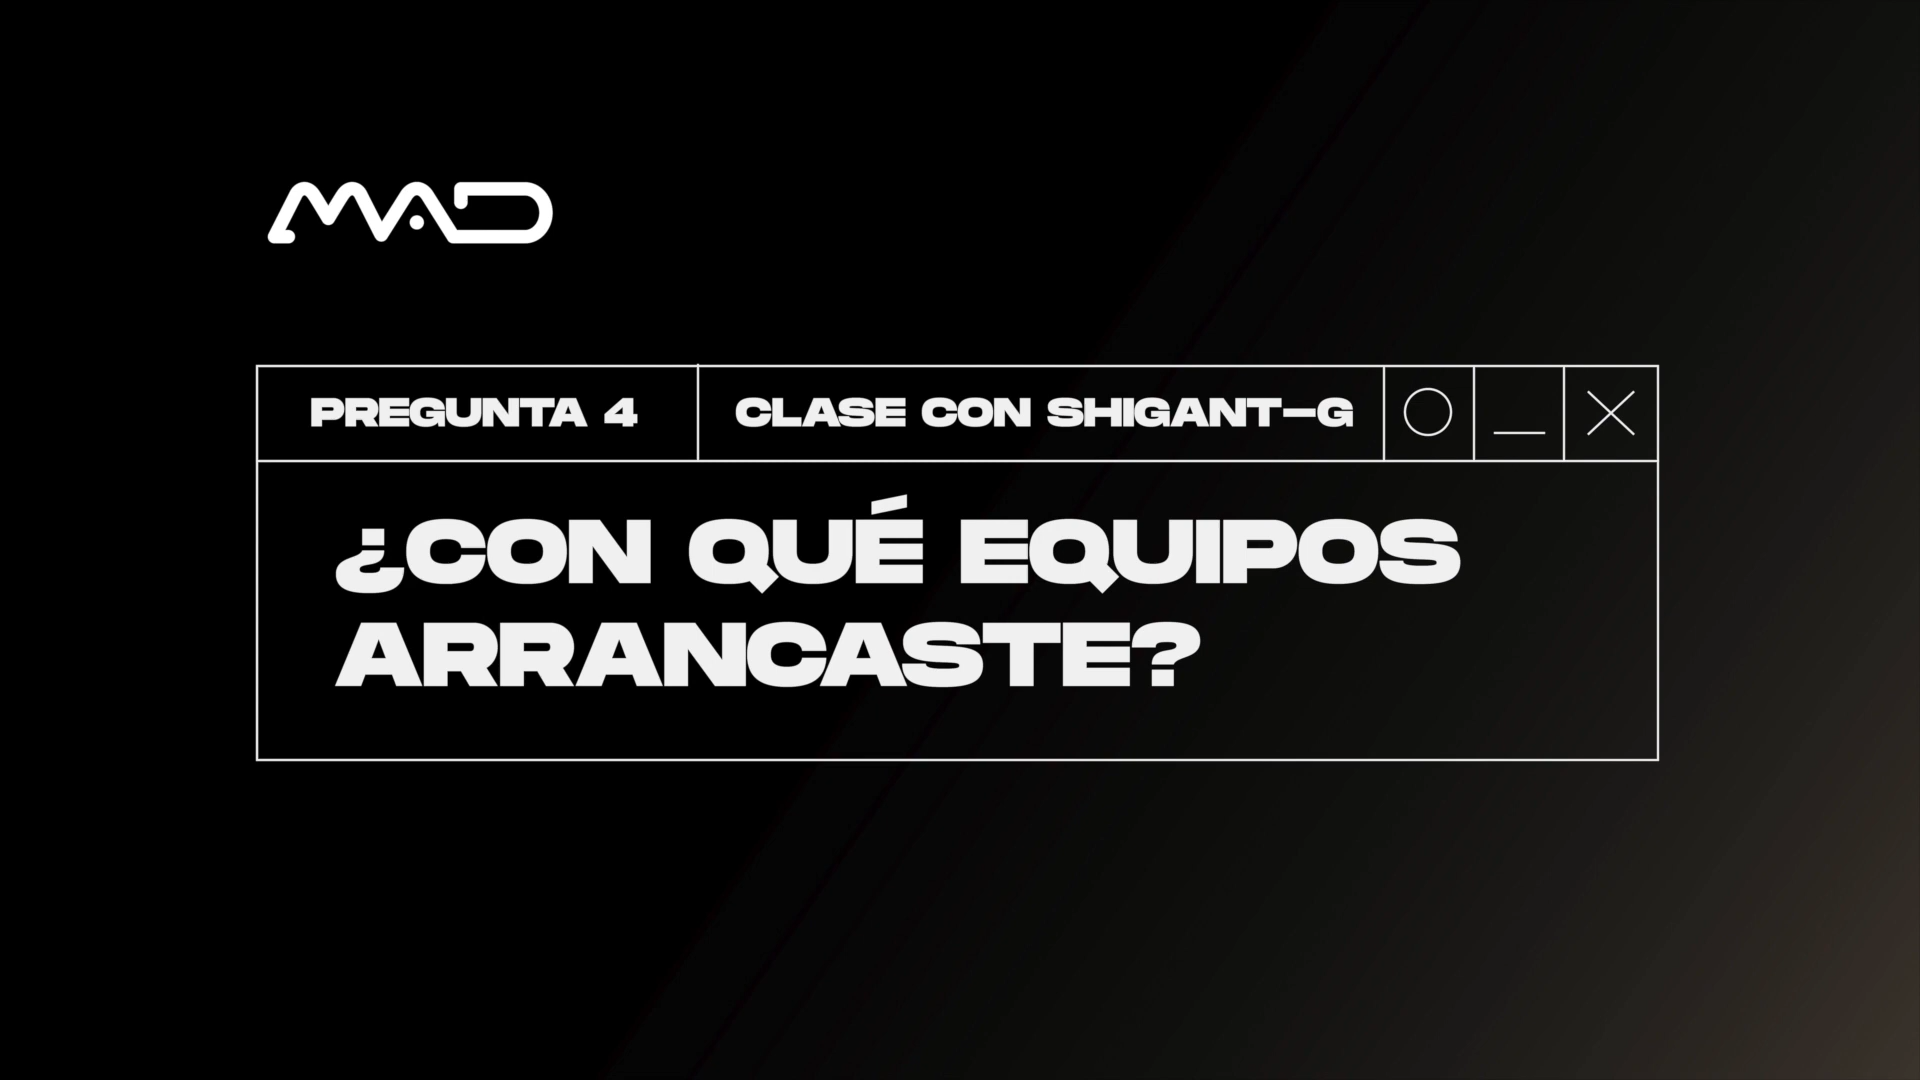 MAD
PREGUNTA 4
CLASE CON SHIGANT-G
¿CON QUÉ EQUIPOS
ARRANCASTE?